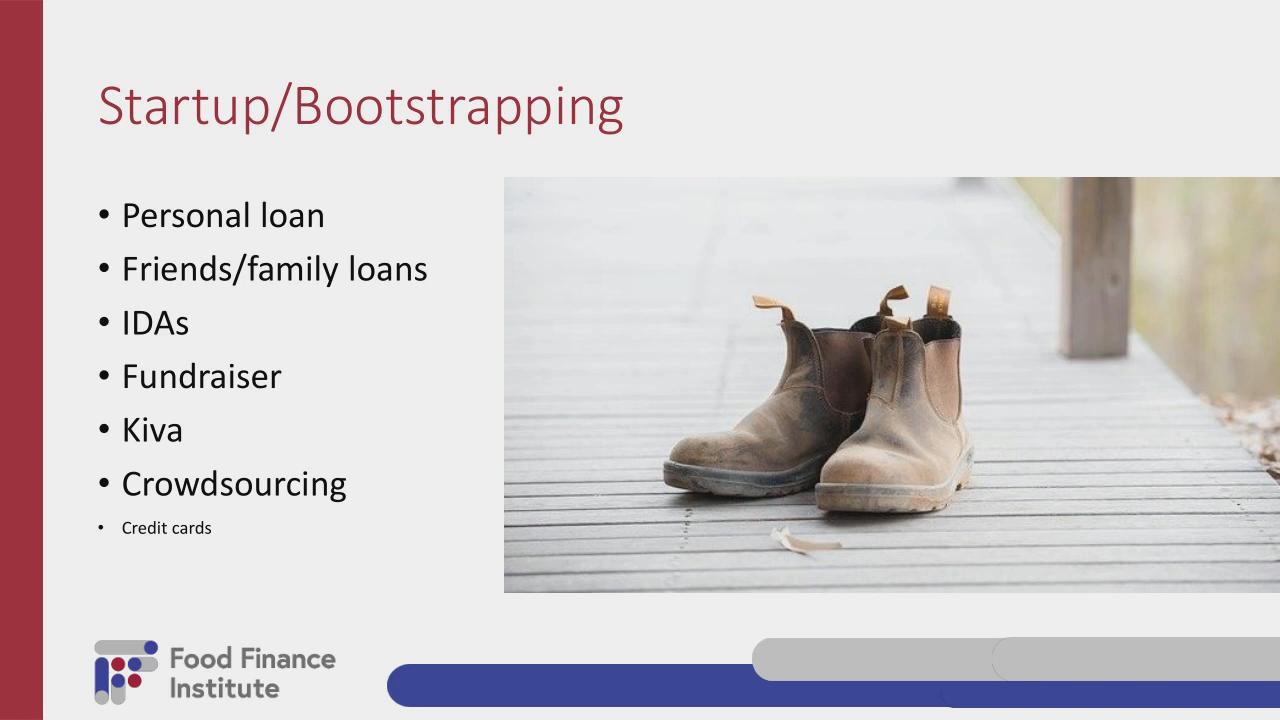 Startup/Bootstrapping
• Personal loan
• Friends/family loans
• IDAs
• Fundraiser
• Kiva
• Crowdsourcing
• Credit cards
Food Finance
Institute